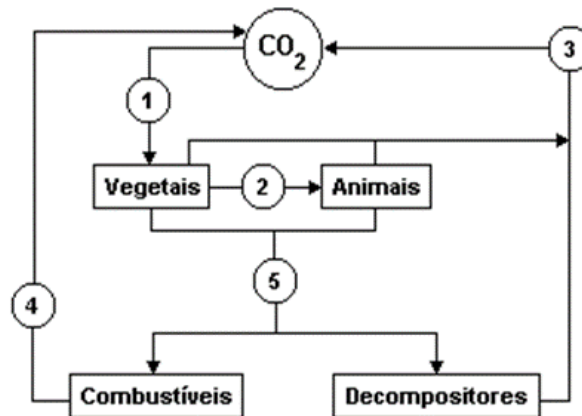 CO2
3
1
Vegetais
2
Animais
5
4
Combustíveis
Decompositores